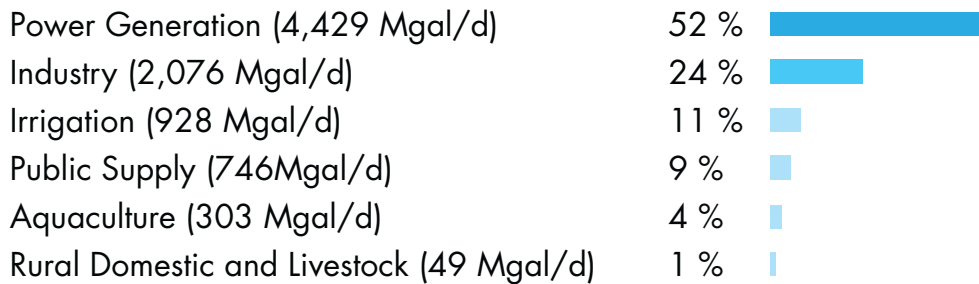 Power Generation (4,429 Mgal/d) 52 %
Industry (2,076 Mgal/d) 24 %
Irrigation (928 Mgal/d) 11 %
Public Supply (746Mgal/d) 9 %
Aquaculture (303 Mgal/d) 4 %
Rural Domestic and Livestock (49 Mgal/d) 1 %